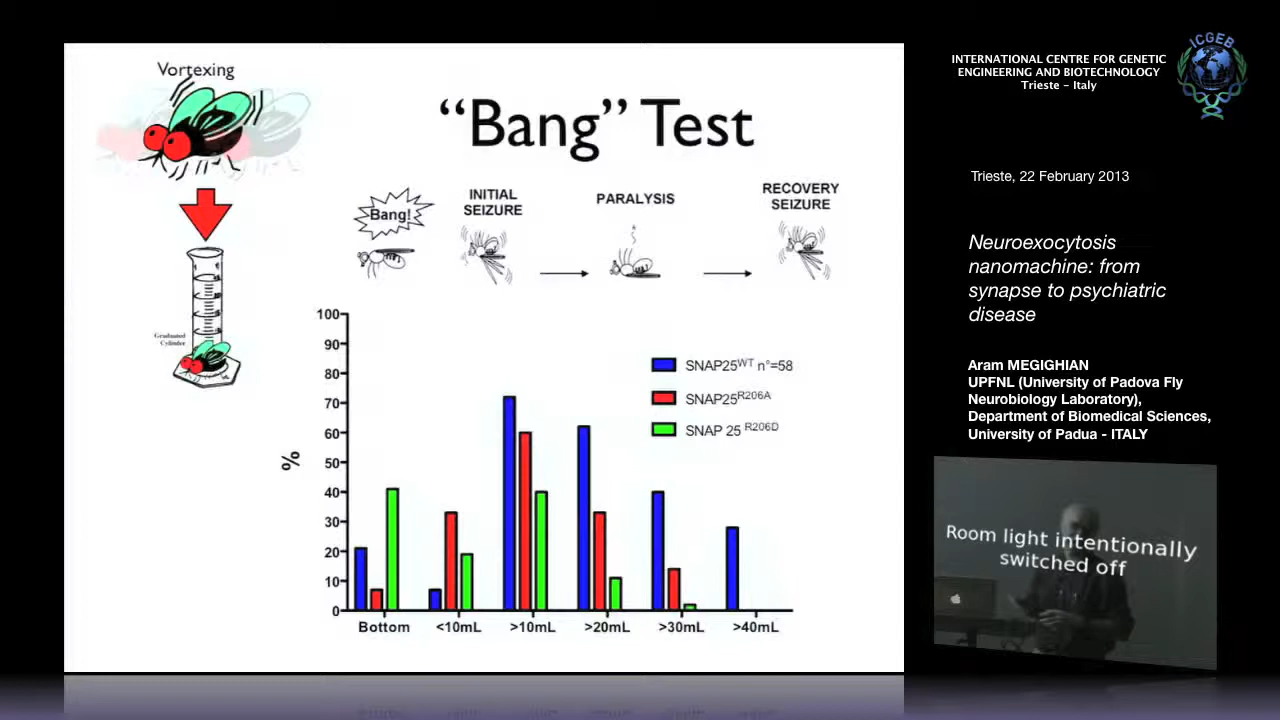 Vortexing
"Bang" Test
Bang!
INITIAL
SEIZURE
PARALYSIS
RECOVERY
SEIZURE
Graduated
Cylinder
100
90
80
70
60
50
40
30
20
10
0
%
SNAP25WT n°=58
SNAP25R206A
SNAP 25 R206D
Bottom
<10mL
>10mL
>20mL
>30mL
>40mL
ICGEB
INTERNATIONAL CENTRE FOR GENETIC
ENGINEERING AND BIOTECHNOLOGY
Trieste - Italy
Trieste, 22 February 2013
Neuroexocytosis
nanomachine: from
synapse to psychiatric
disease
Aram MEGIGHIAN
UPFNL (University of Padova Fly
Neurobiology Laboratory),
Department of Biomedical Sciences,
University of Padua - ITALY
Room light intentionally
switched off